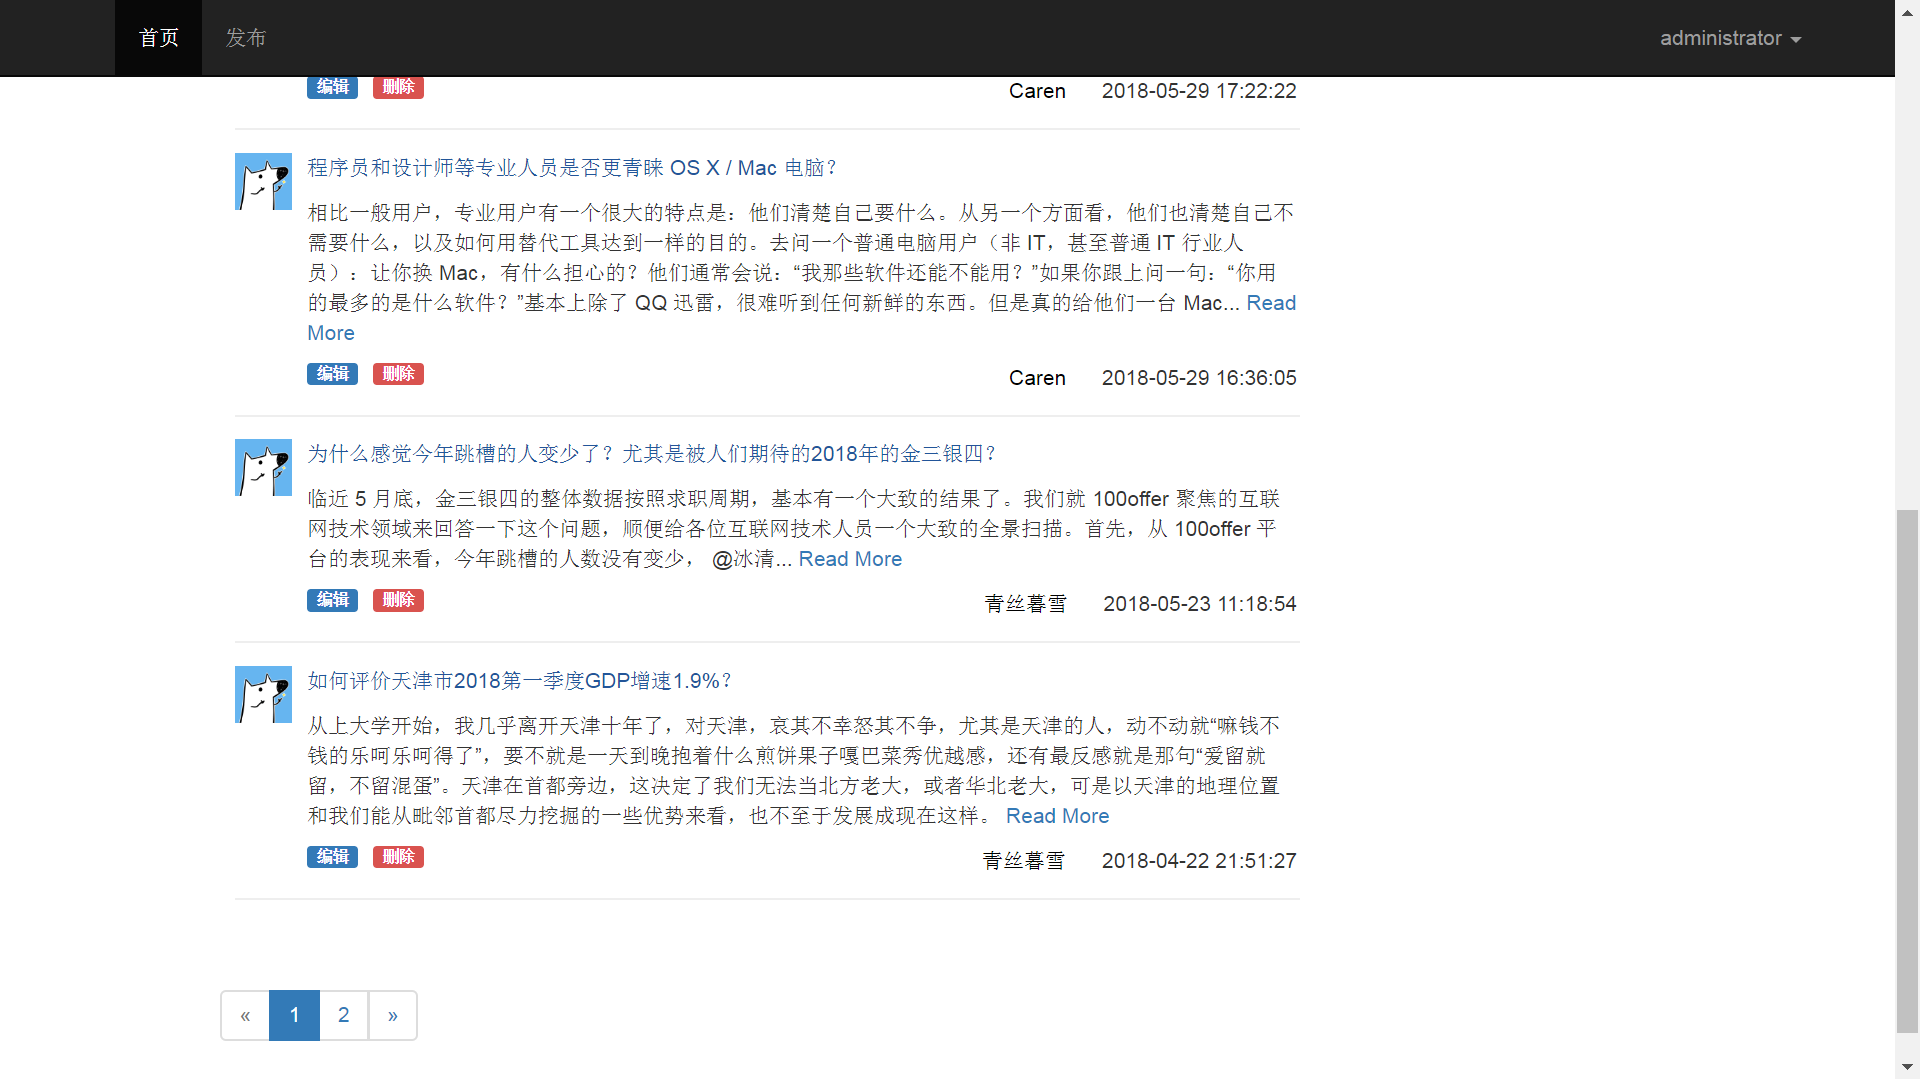 首页 发布 administrator
编辑 删除 Caren 2018-05-29 17:22:22
程序员和设计师等专业人员是否更青睐 OS X / Mac 电脑？
相比一般用户，专业用户有一个很大的特点是：他们清楚自己要什么。从另一个方面看，他们也清楚自己不
需要什么，以及如何用替代工具达到一样的目的。去问一个普通电脑用户（非 IT，甚至普通 IT 行业人
员）：让你换 Mac，有什么担心的？他们通常会说：“我那些软件还能不能用？”如果你跟上问一句：“你用
的最多的是什么软件？”基本上除了 QQ 迅雷，很难听到任何新鲜的东西。但是真的给他们一台 Mac... Read
More
编辑 删除 Caren 2018-05-29 16:36:05
为什么感觉今年跳槽的人变少了？尤其是被人们期待的2018年的金三银四？
临近 5 月底，金三银四的整体数据按照求职周期，基本有一个大致的结果了。我们就 100offer 聚焦的互联
网技术领域来回答一下这个问题，顺便给各位互联网技术人员一个大致的全景扫描。首先，从 100offer 平
台的表现来看，今年跳槽的人数没有变少， @冰清... Read More
编辑 删除 青丝暮雪 2018-05-23 11:18:54
如何评价天津市2018第一季度GDP增速1.9%？
从上大学开始，我几乎离开天津十年了，对天津，哀其不幸怒其不争，尤其是天津的人，动不动就“嘛钱不
钱的乐呵乐呵得了”，要不就是一天到晚抱着什么煎饼果子嘎巴菜秀优越感，还有最反感就是那句“爱留就
留，不留混蛋”。天津在首都旁边，这决定了我们无法当北方老大，或者华北老大，可是以天津的地理位置
和我们能从毗邻首都尽力挖掘的一些优势来看，也不至于发展成现在这样。 Read More
编辑 删除 青丝暮雪 2018-04-22 21:51:27
« 1 2 »